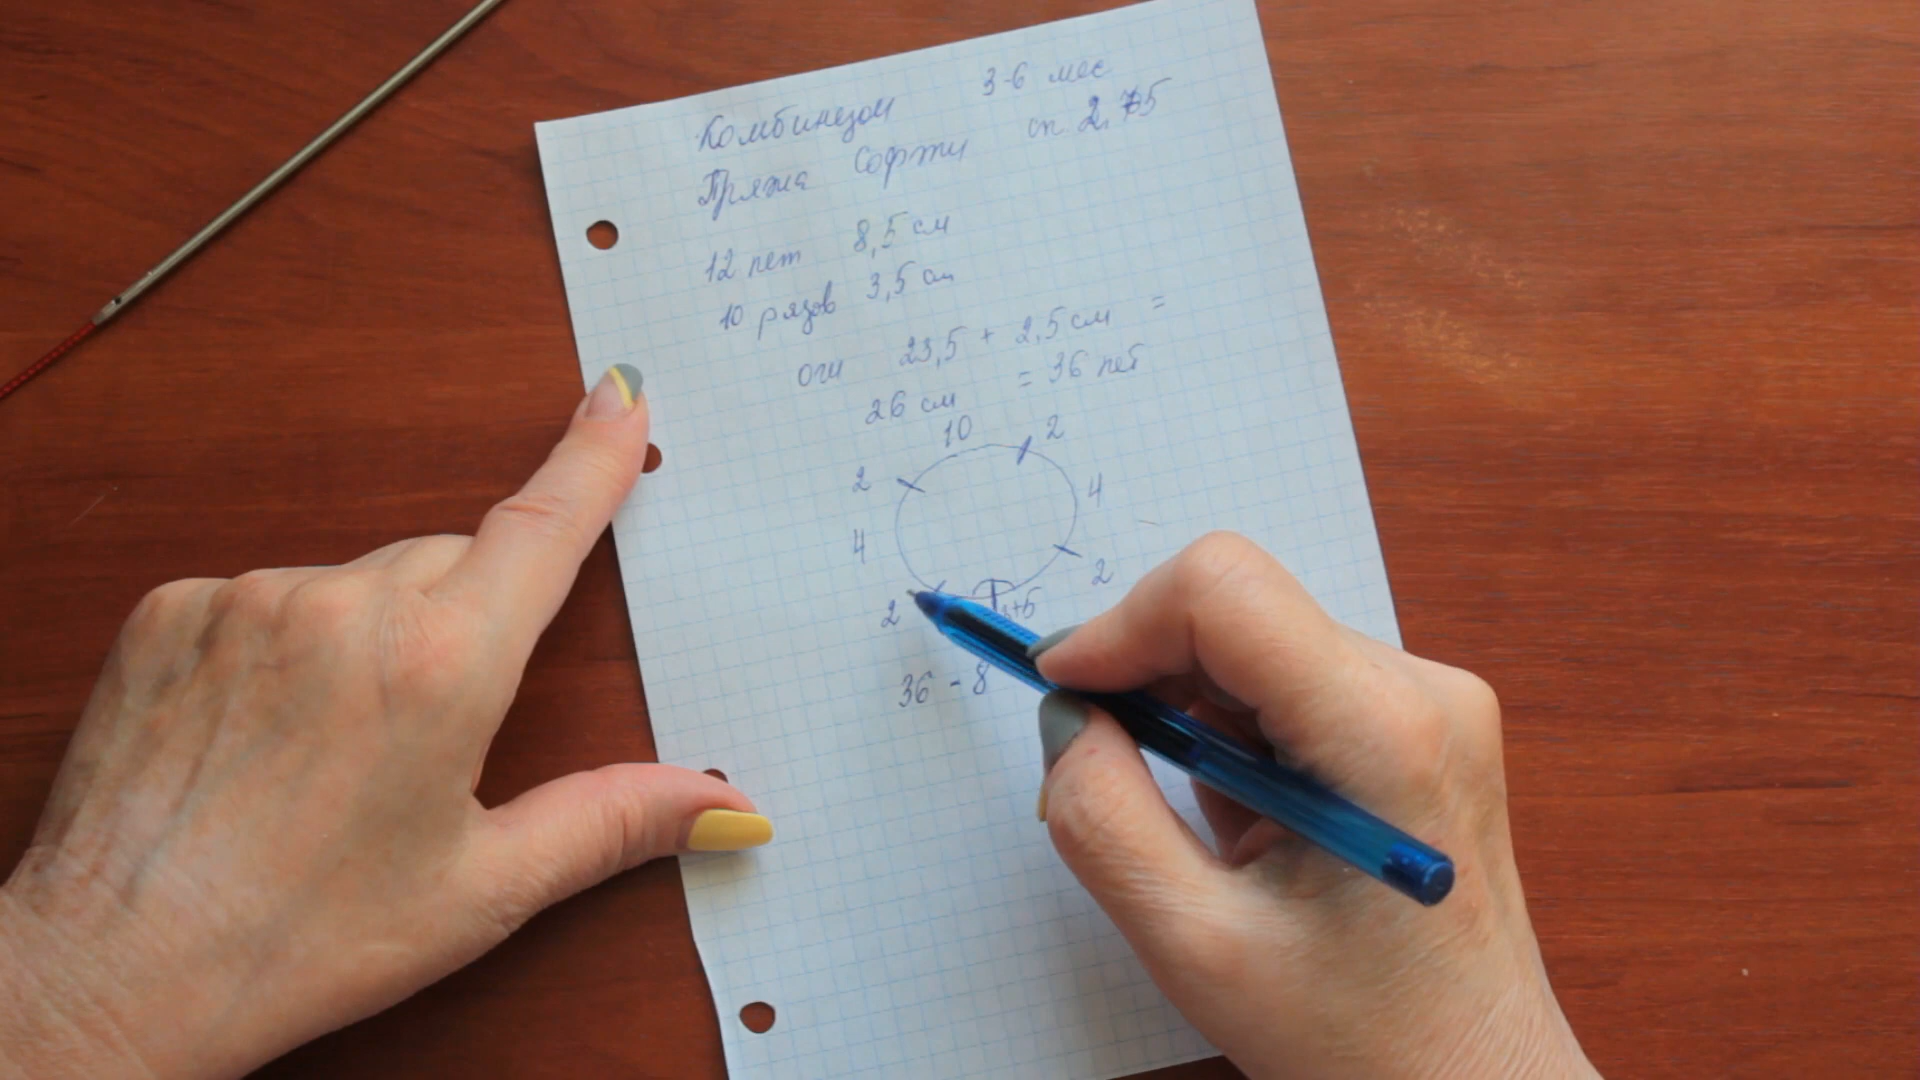 Комбинезон 3-6 мес
Пряжа Софти сп. 2,75
12 пет 8,5 см
10 рядов 3,5 см
ОГШ 23,5 + 2,5 см =
26 см = 36 пет
10 2
2 4
4 2
2 +5
36 - 8